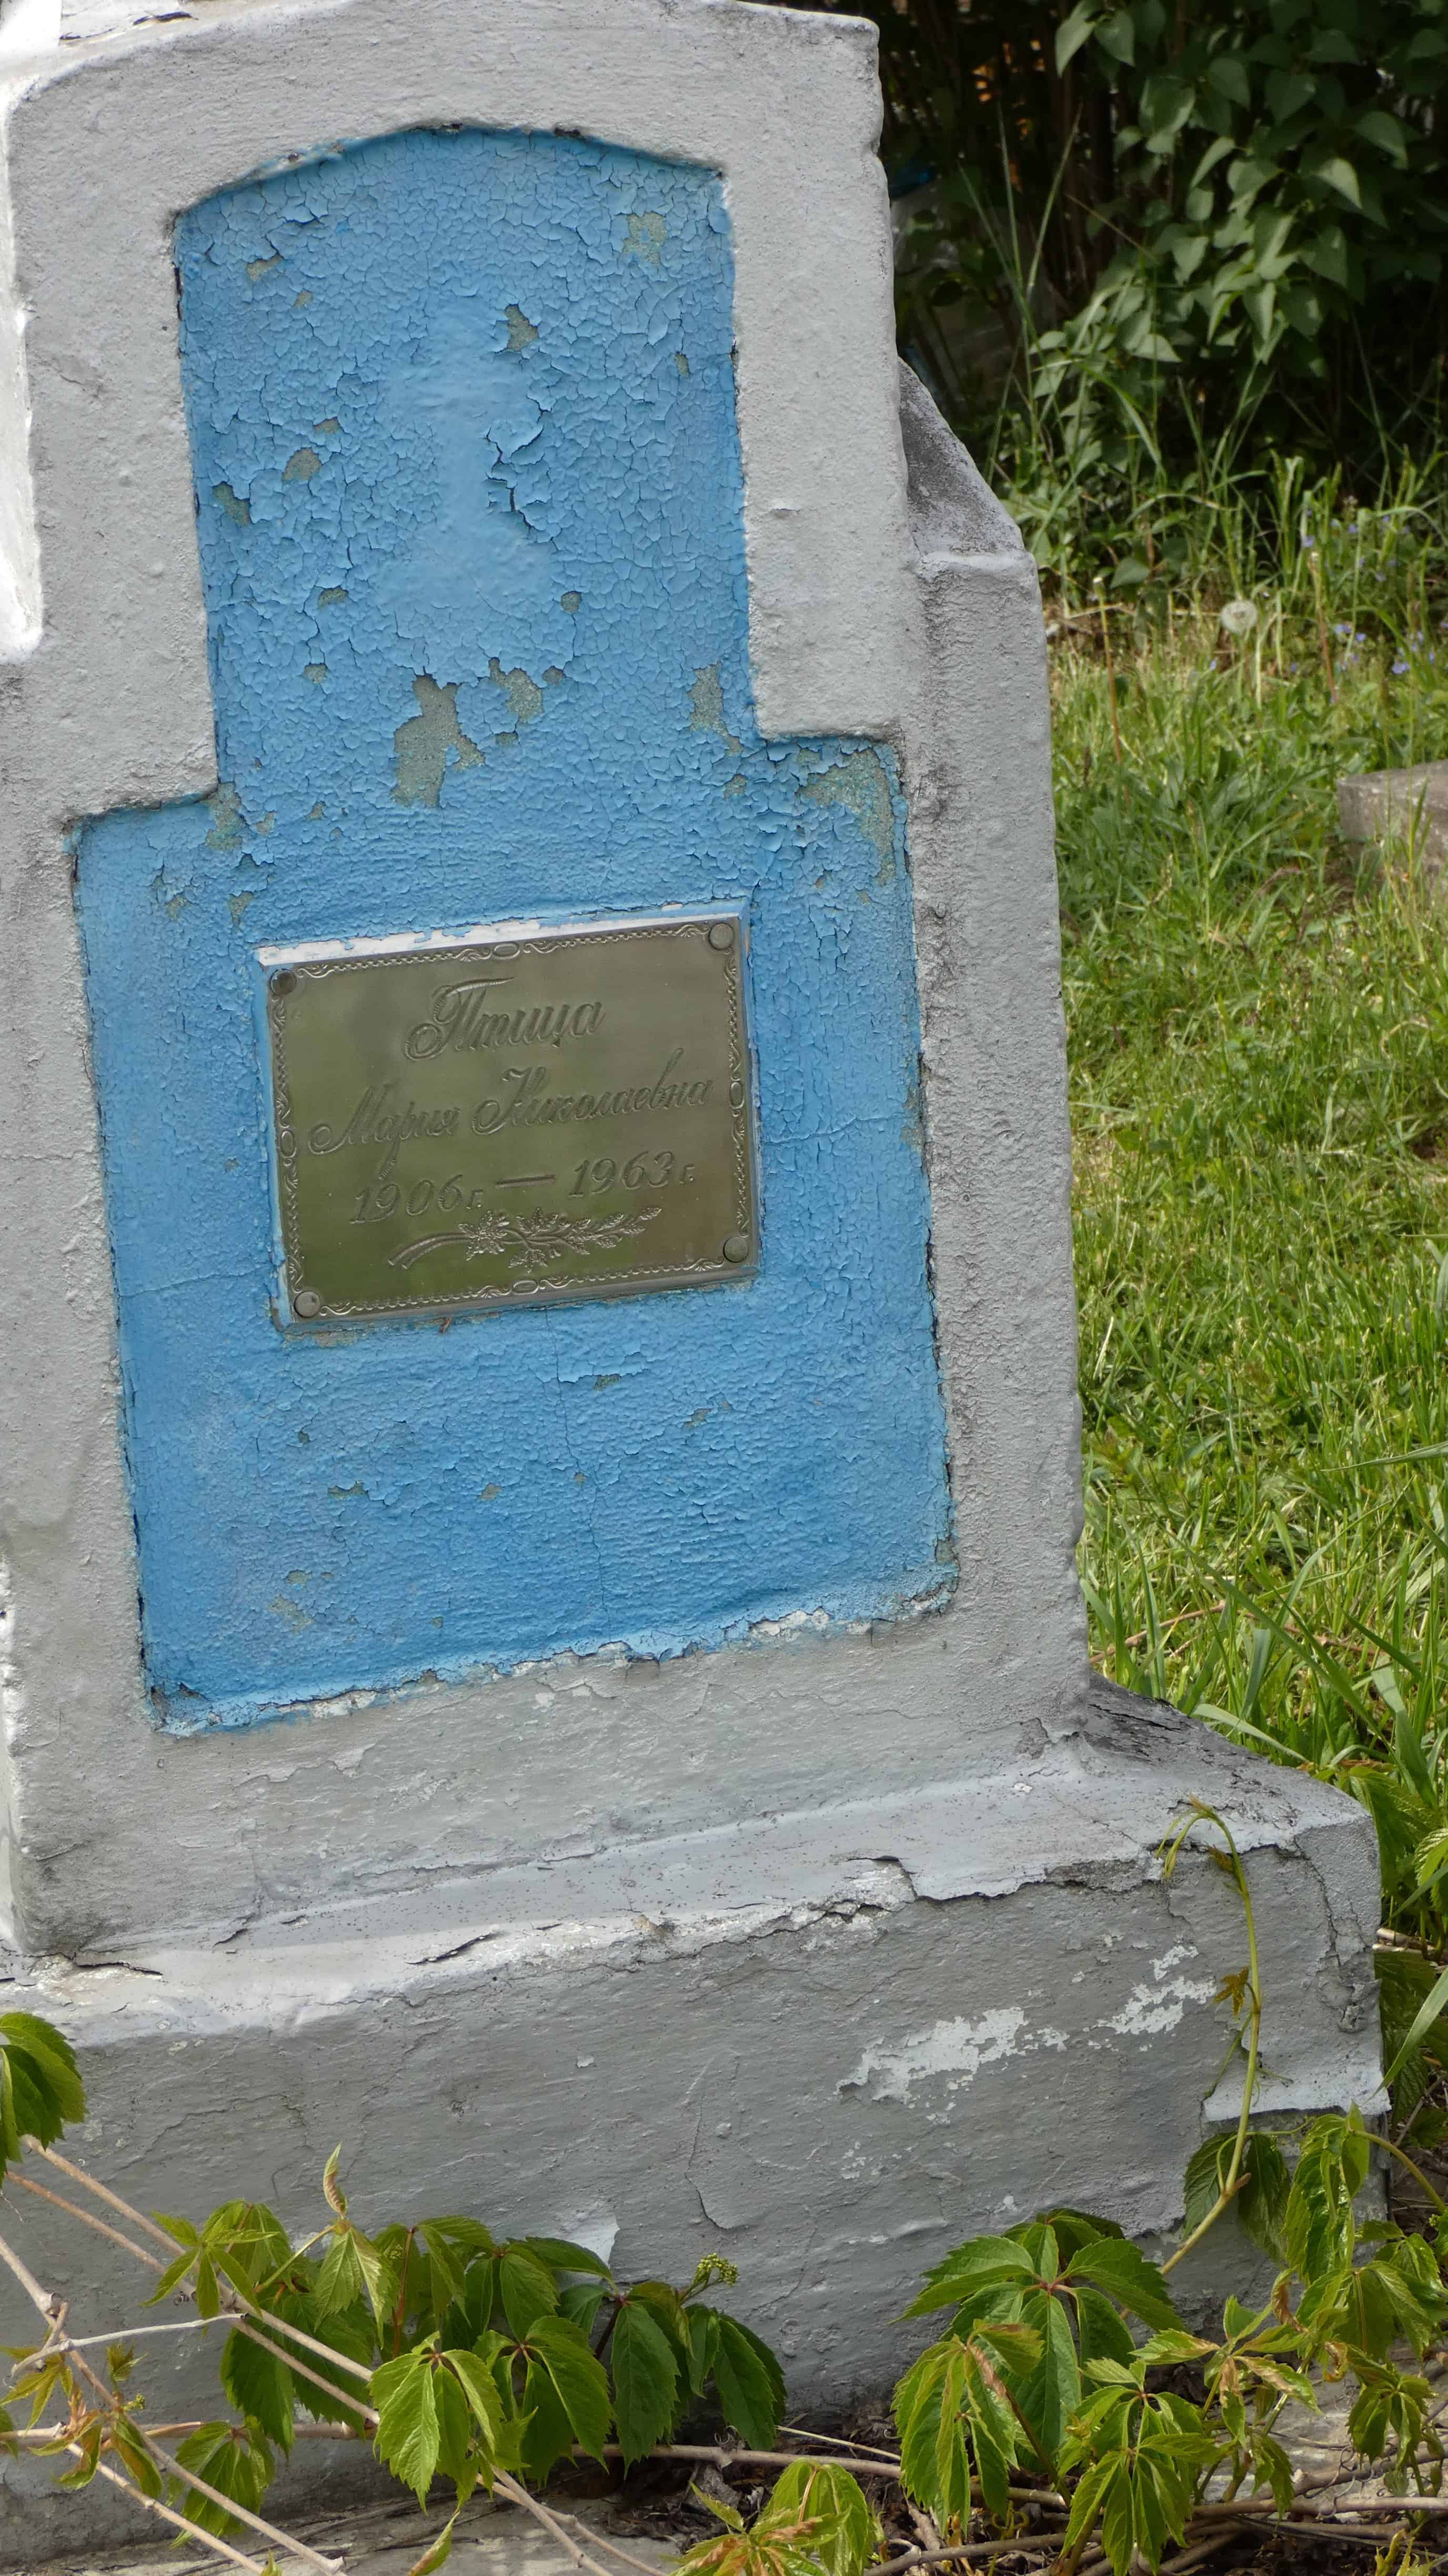 Птица
Мария Николаевна
1906г. — 1963г.